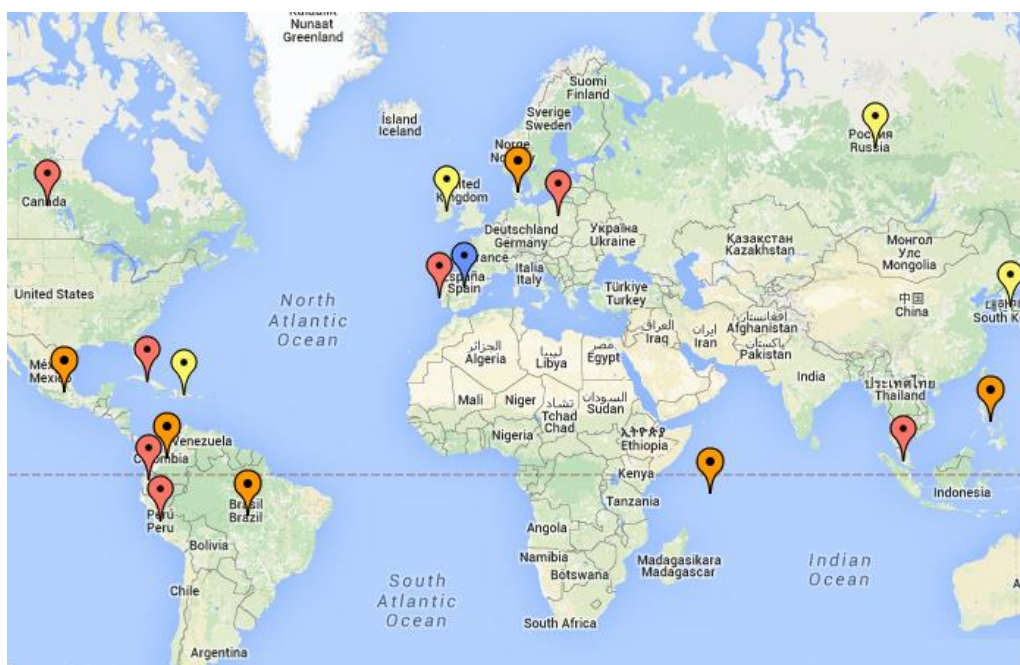 Kalaallit
Nunaat
Greenland
Ísland
Iceland
Suomi
Finland
Sverige
Sweden
Norge
Россия
Russia
Canada
United
Kingdom
Deutschland
Germany
Україна
Ukraine
Қазақстан
Kazakhstan
Монгол
Улс
Mongolia
France
España
Spain
Italia
Italy
Türkiye
Turkey
United States
North
Atlantic
Ocean
中国
China
South
الجزائر
Algeria
ليبيا
Libya
مصر
Egypt
العراق
Iraq
ایران
Iran
افغانستان
Afghanistan
پاکستان
Pakistan
India
ประเทศไทย
Thailand
Mexico
Mali
Niger
تشاد
Tchad
Chad
السودان
Sudan
Nigeria
ኢትዮጵያ
Ethiopia
Venezuela
Colombia
Kenya
Tanzania
Indonesia
Perú
Peru
Brasil
Brazil
Bolivia
Angola
Namibia
Botswana
Madagasikara
Madagascar
Indian
Ocean
Chile
South
Atlantic
Ocean
South Africa
Argentina